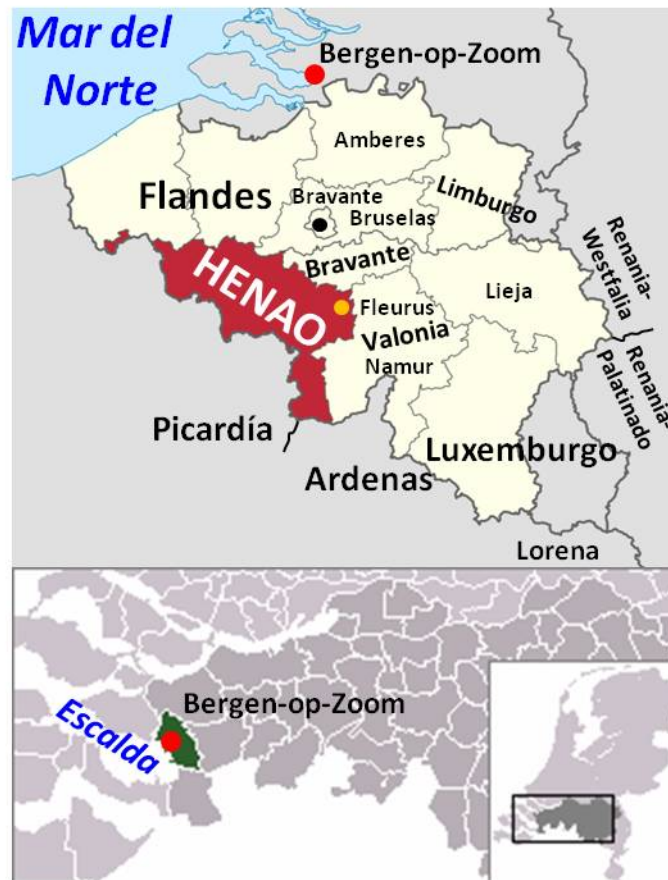 Mar del
Norte
Bergen-op-Zoom
Amberes
Flandes
Bravante
Bruselas
Limburgo
Bravante
HENAO
Fleurus
Lieja
Valonia
Namur
Renania-
Westfalia
Renania-
Palatinado
Picardía
Ardenas
Luxemburgo
Lorena
Bergen-op-Zoom
Escalda